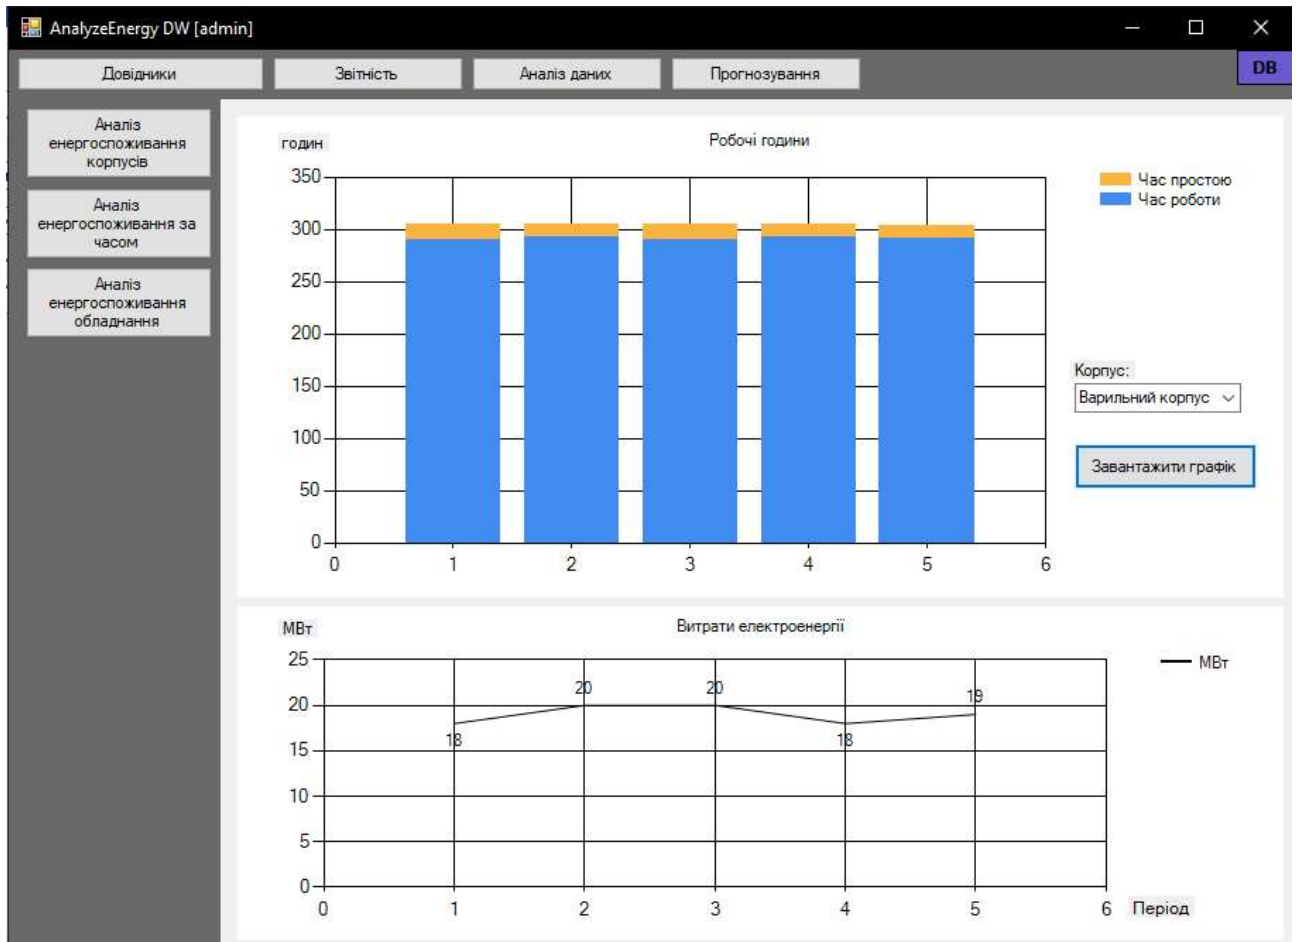 AnalyzeEnergy DW [admin]
Довідники
Звітність
Аналіз даних
Прогнозування
DB
Аналіз
енергоспоживання
корпусів
Аналіз
енергоспоживання за
часом
Аналіз
енергоспоживання
обладнання
годин
Робочі години
350
300
250
200
150
100
50
0
0 1 2 3 4 5 6
Час простою
Час роботи
Корпус:
Варильний корпус
Завантажити графік
МВт
Витрати електроенергії
25
20
15
10
5
0
18 20 20 18 19
0 1 2 3 4 5 6 Період
МВт